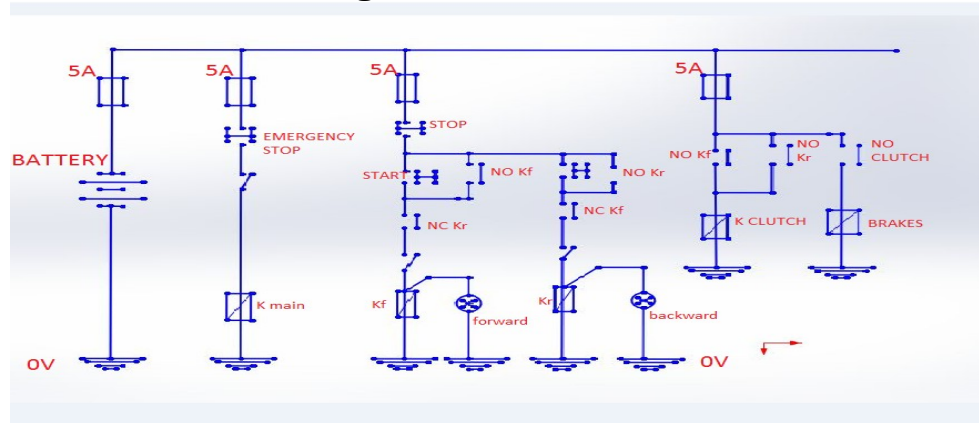 5A
5A
5A
5A
EMERGENCY
STOP
STOP
BATTERY
START
NO Kf
NO Kr
NO Kf
NO
Kr
NO
CLUTCH
NC Kr
NC Kf
K CLUTCH
BRAKES
K main
Kf
forward
Kr
backward
0V
0V